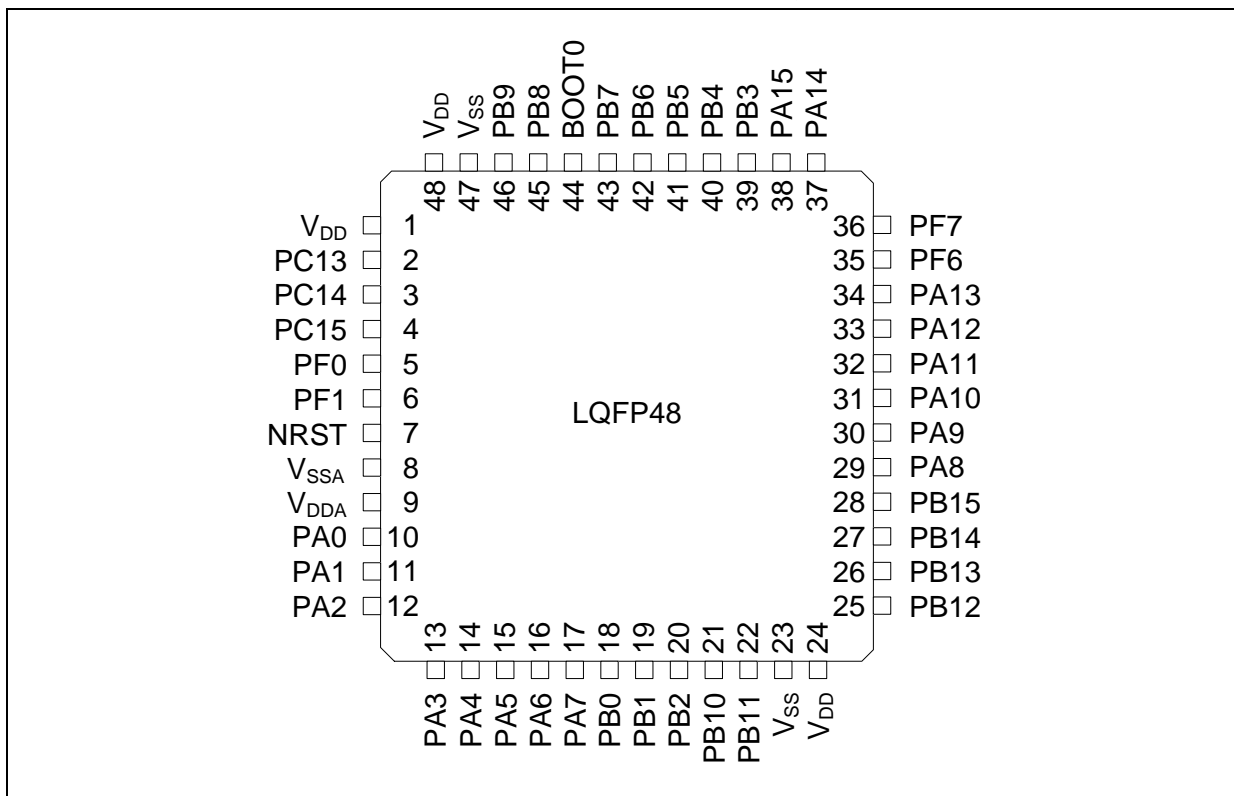 VDD
VSS
PB9
PB8
BOOT0
PB7
PB6
PB5
PB4
PB3
PA15
PA14
48
47
46
45
44
43
42
41
40
39
38
37
VDD 1
PC13 2
PC14 3
PC15 4
PF0 5
PF1 6
NRST 7
VSSA 8
VDDA 9
PA0 10
PA1 11
PA2 12
LQFP48
36 PF7
35 PF6
34 PA13
33 PA12
32 PA11
31 PA10
30 PA9
29 PA8
28 PB15
27 PB14
26 PB13
25 PB12
13
14
15
16
17
18
19
20
21
22
23
24
PA3
PA4
PA5
PA6
PA7
PB0
PB1
PB2
PB10
PB11
VSS
VDD